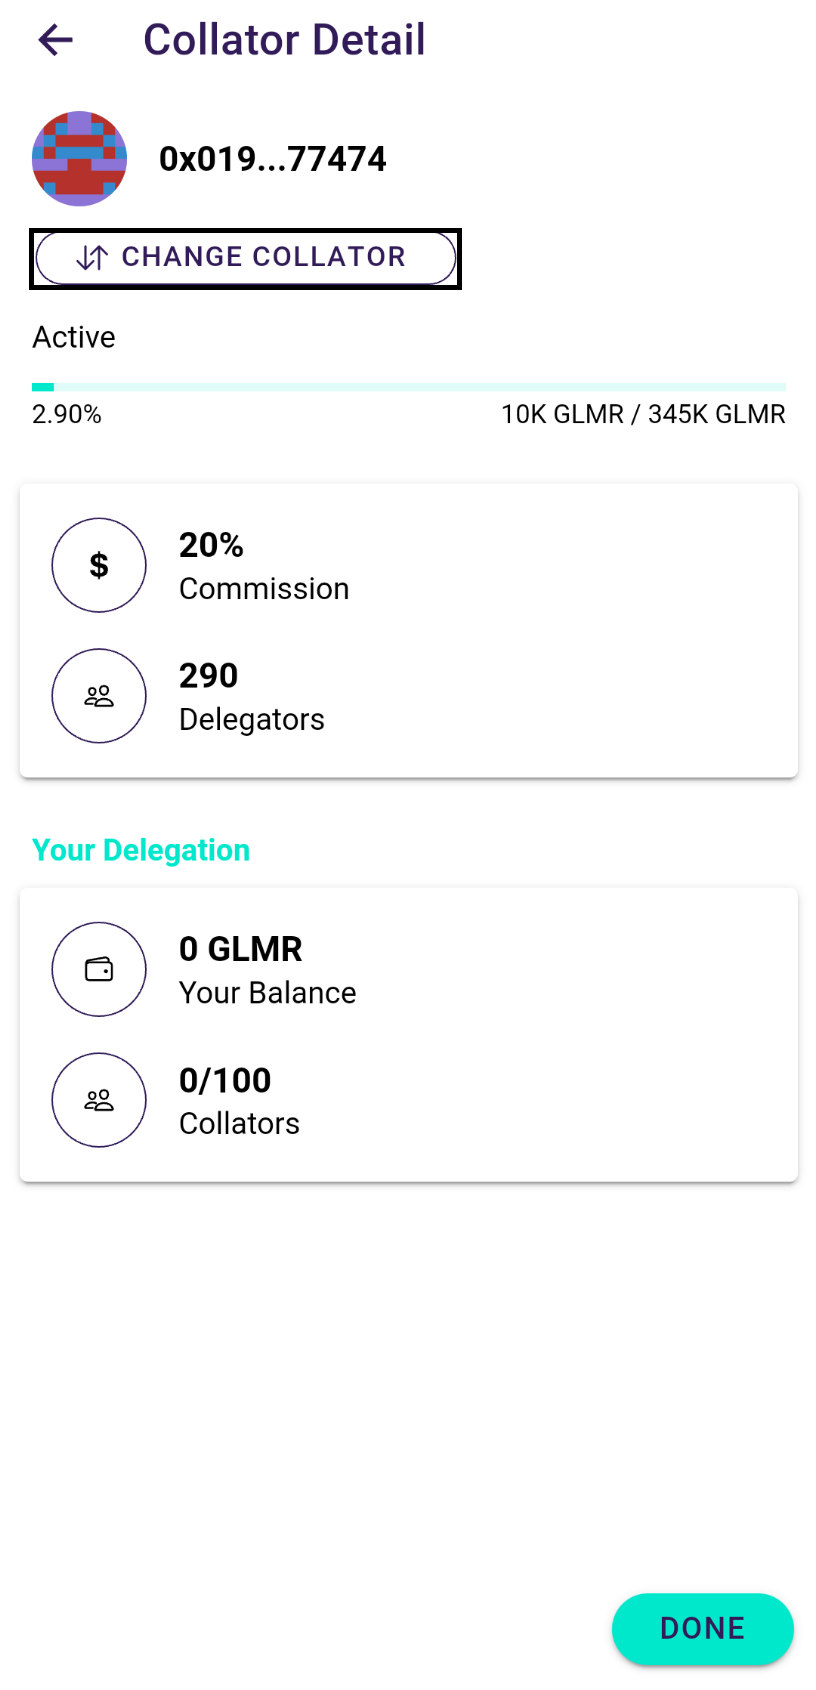 Collator Detail
0x019...77474
CHANGE COLLATOR
Active
2.90%
10K GLMR / 345K GLMR
$
20%
Commission
290
Delegators
Your Delegation
0 GLMR
Your Balance
0/100
Collators
DONE